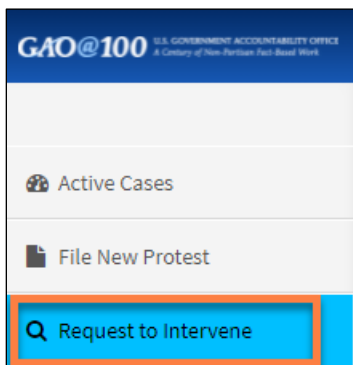 GAO@100 U.S. GOVERNMENT ACCOUNTABILITY OFFICE
A Century of Non-Partisan Fact-Based Work
Active Cases
File New Protest
Request to Intervene